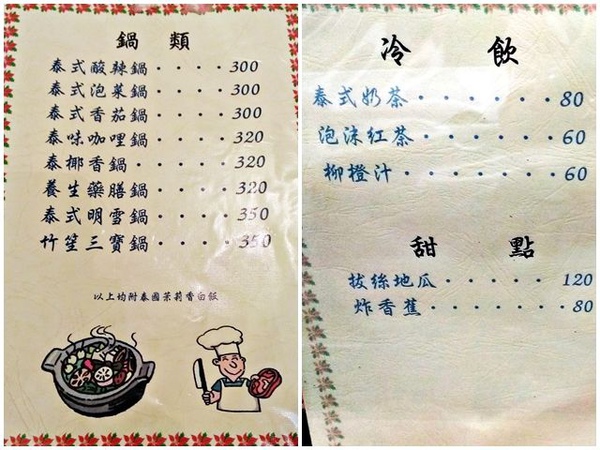 鍋 類
泰式酸辣鍋・・・・300
泰式泡菜鍋・・・・300
泰式香茄鍋・・・・300
泰味咖哩鍋・・・・320
泰椰香鍋・・・・・320
養生藥膳鍋・・・・320
泰式明雪鍋・・・・350
竹笙三寶鍋・・・・350
以上均附泰國茉莉香白飯
冷 飲
泰式奶茶・・・・・・80
泡沫紅茶・・・・・・60
柳橙汁・・・・・・・60
甜 點
拔絲地瓜・・・・・120
炸香蕉・・・・・・・80